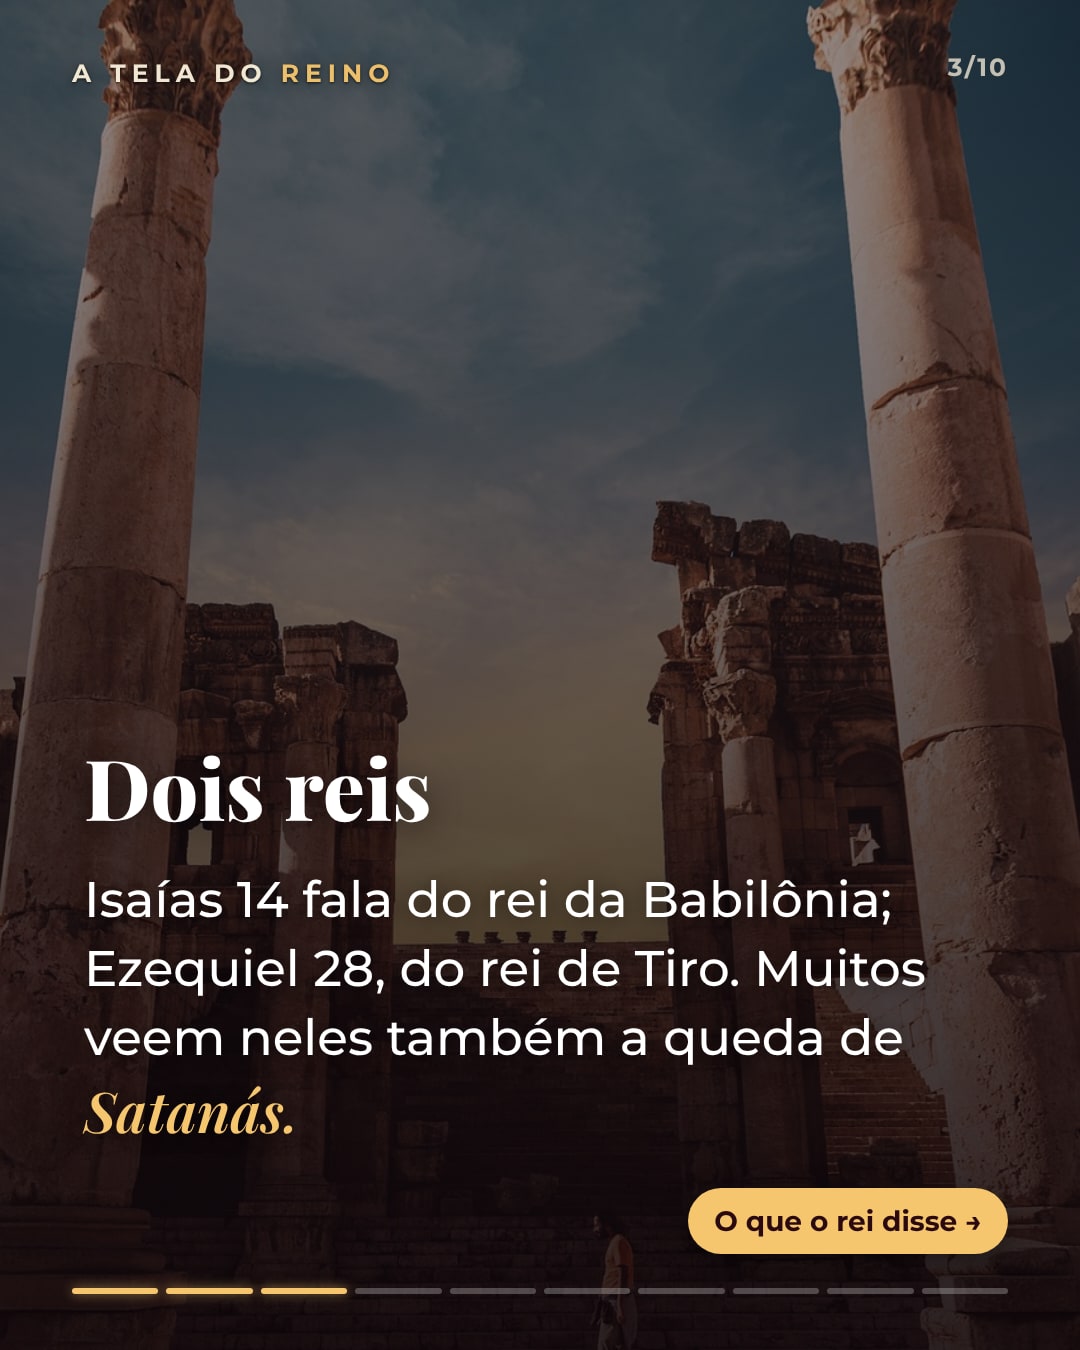 A TELA DO REINO
3/10
Dois reis
Isaías 14 fala do rei da Babilônia;
Ezequiel 28, do rei de Tiro. Muitos
veem neles também a queda de
Satanás.
O que o rei disse →